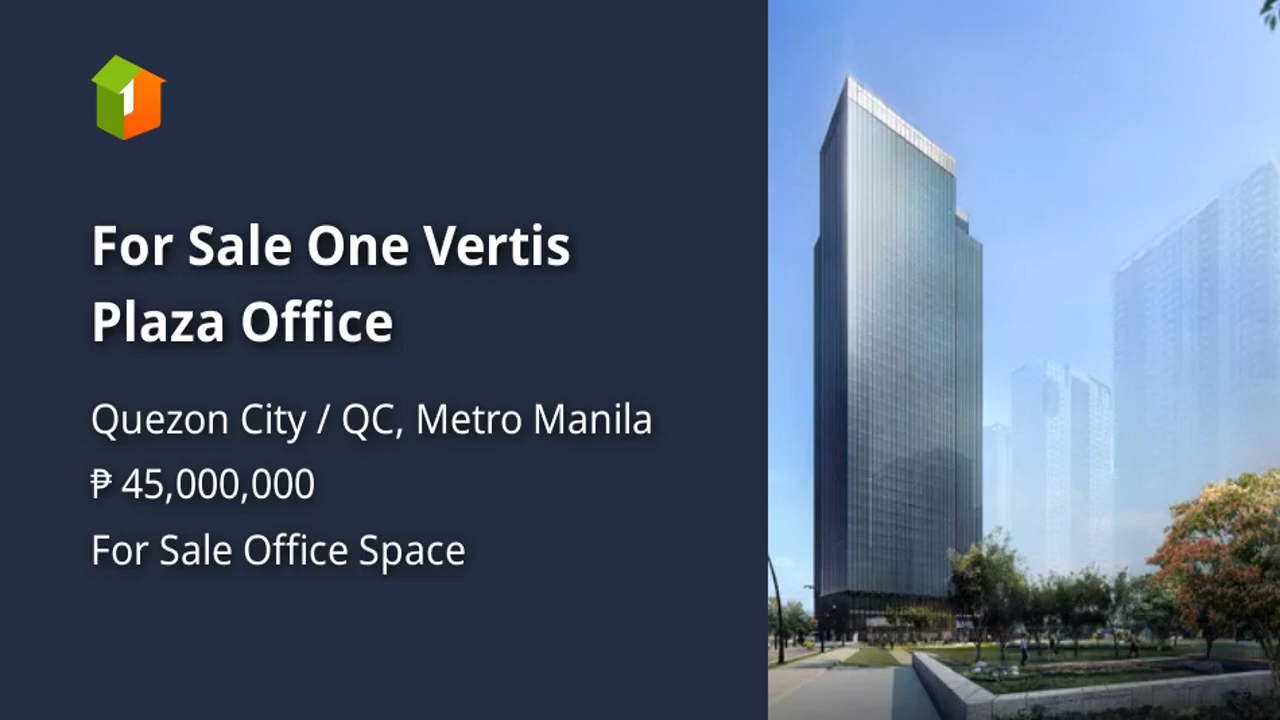 For Sale One Vertis
Plaza Office
Quezon City / QC, Metro Manila
₱ 45,000,000
For Sale Office Space